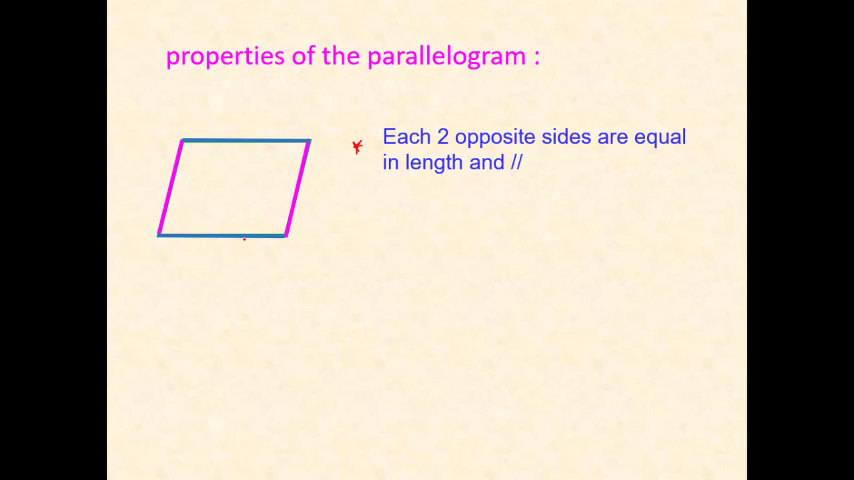 properties of the parallelogram :
Each 2 opposite sides are equal
in length and //